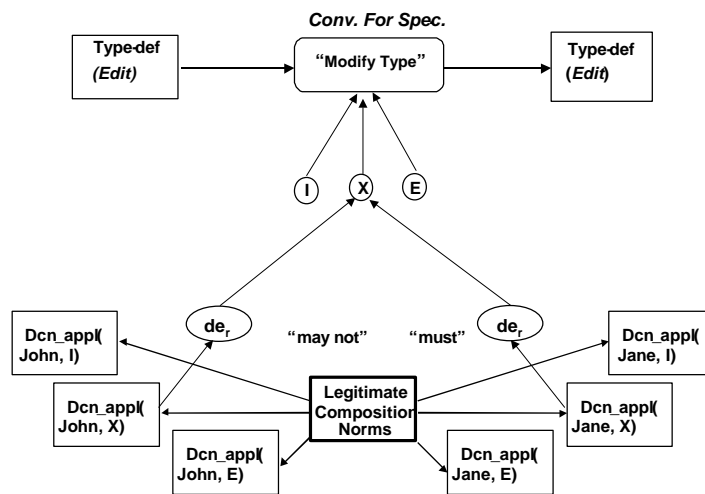 Conv. For Spec.
Type-def
(Edit)
“Modify Type”
Type-def
(Edit)
I
X
E
de_r
“may not”
“must”
de_r
Dcn_appl(
John, I)
Dcn_appl(
Jane, I)
Dcn_appl(
John, X)
Legitimate
Composition
Norms
Dcn_appl(
Jane, X)
Dcn_appl(
John, E)
Dcn_appl(
Jane, E)